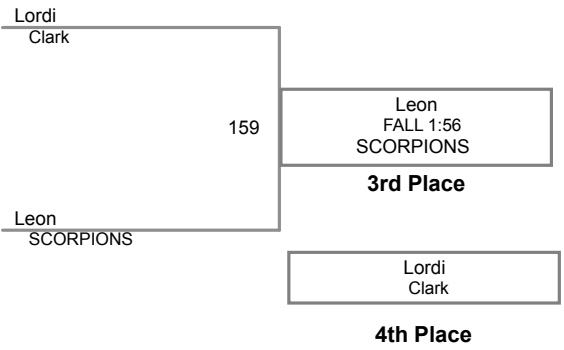 Lordi
Clark
159
Leon
FALL 1:56
SCORPIONS
3rd Place
Leon
SCORPIONS
Lordi
Clark
4th Place